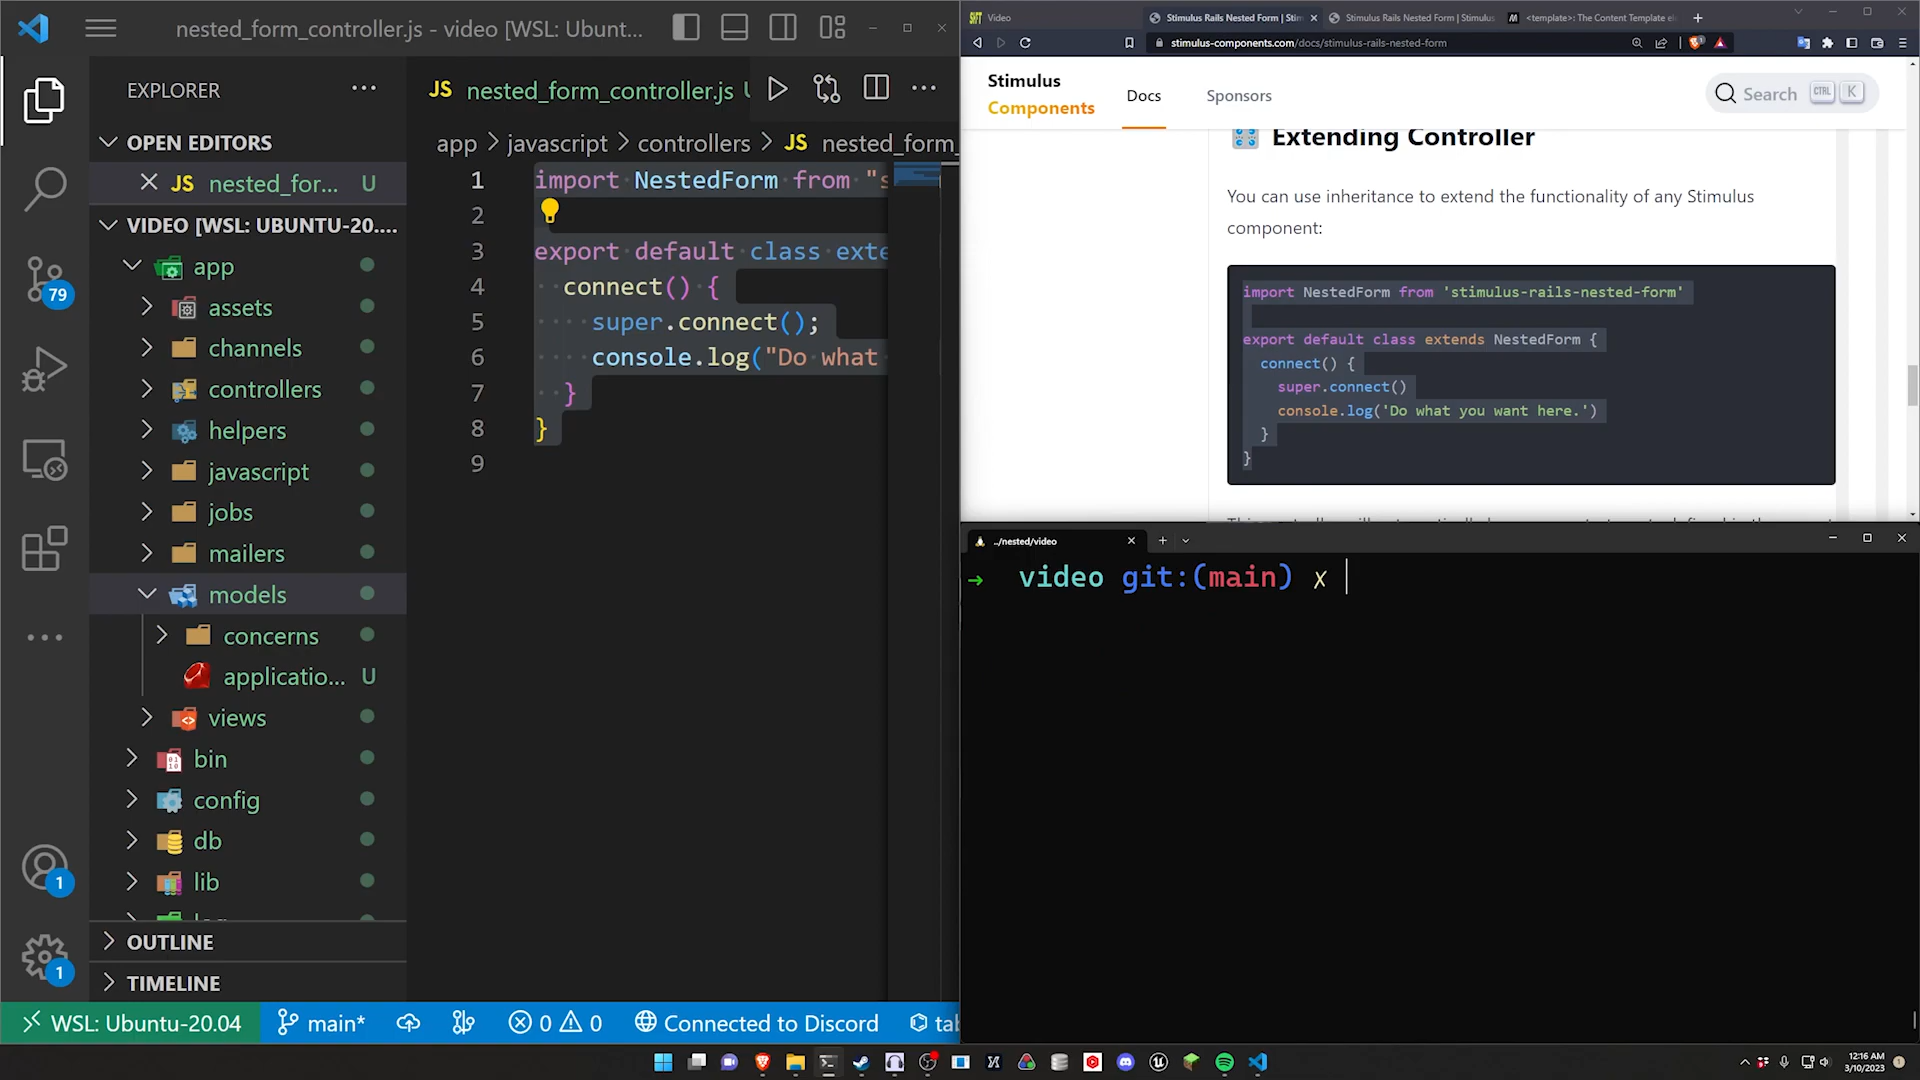 nested_form_controller.js - video [WSL: Ubunt...
EXPLORER
OPEN EDITORS
JS nested_for... U
VIDEO [WSL: UBUNTU-20....
app
assets
channels
controllers
helpers
javascript
jobs
mailers
models
concerns
applicatio... U
views
bin
config
db
lib
OUTLINE
TIMELINE
79
1
1
JS nested_form_controller.js
app > javascript > controllers > JS nested_form_
1 import NestedForm from "s
2
3 export default class exte
4 connect() {
5 super.connect();
6 console.log("Do what
7 }
8 }
9
WSL: Ubuntu-20.04 main* 0 0 Connected to Discord tab
Video
Stimulus Rails Nested Form | Stim
Stimulus Rails Nested Form | Stimulus
<template>: The Content Template el
stimulus-components.com/docs/stimulus-rails-nested-form
Stimulus
Components
Docs
Sponsors
Search CTRL K
Extending Controller
You can use inheritance to extend the functionality of any Stimulus
component:
import NestedForm from 'stimulus-rails-nested-form'
export default class extends NestedForm {
connect() {
super.connect()
console.log('Do what you want here.')
}
}
../nested/video
→ video git:(main) ✗
12:16 AM
3/10/2023